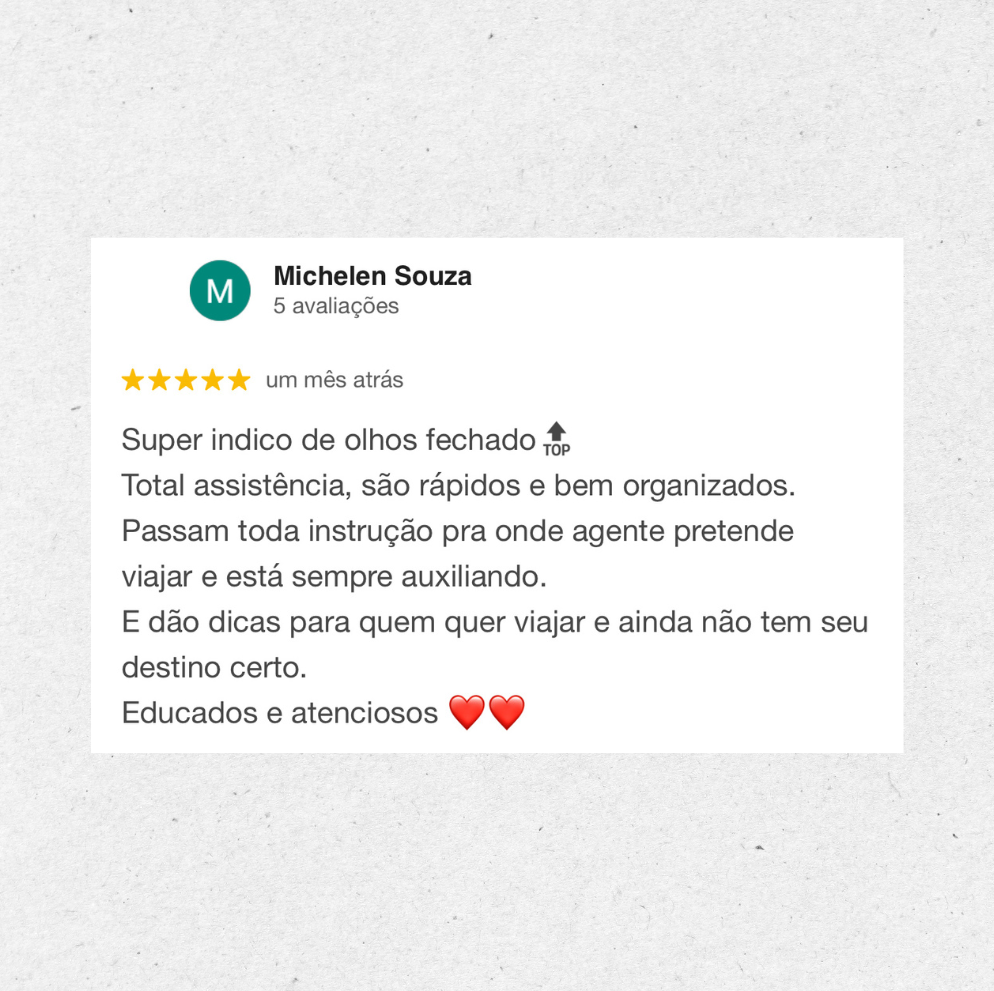 M
Michelen Souza
5 avaliações
★★★★★ um mês atrás
Super indico de olhos fechado🔝
Total assistência, são rápidos e bem organizados.
Passam toda instrução pra onde agente pretende
viajar e está sempre auxiliando.
E dão dicas para quem quer viajar e ainda não tem seu
destino certo.
Educados e atenciosos ❤️❤️